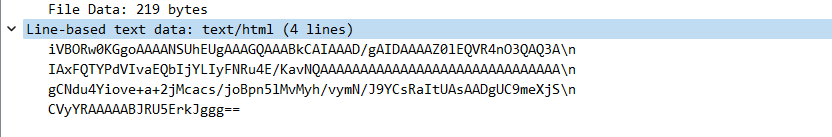 File Data: 219 bytes
Line-based text data: text/html (4 lines)
iVBORw0KGgoAAAANSUhEUgAAAGQAAABkCAIAAAD/gAIDAAAAZ0lEQVR4nO3QAQ3A\n
IAxFQTYPdVIvaEQbIjYLIyFNRu4E/KavNQAAAAAAAAAAAAAAAAAAAAAAAAAAAAAA\n
gCNdu4Yiove+a+2jMcacs/joBpn5lMvMyh/vymN/J9YCsRaItUAsAADgUC9meXjS\n
CVyYRAAAAABJRU5ErkJggg==